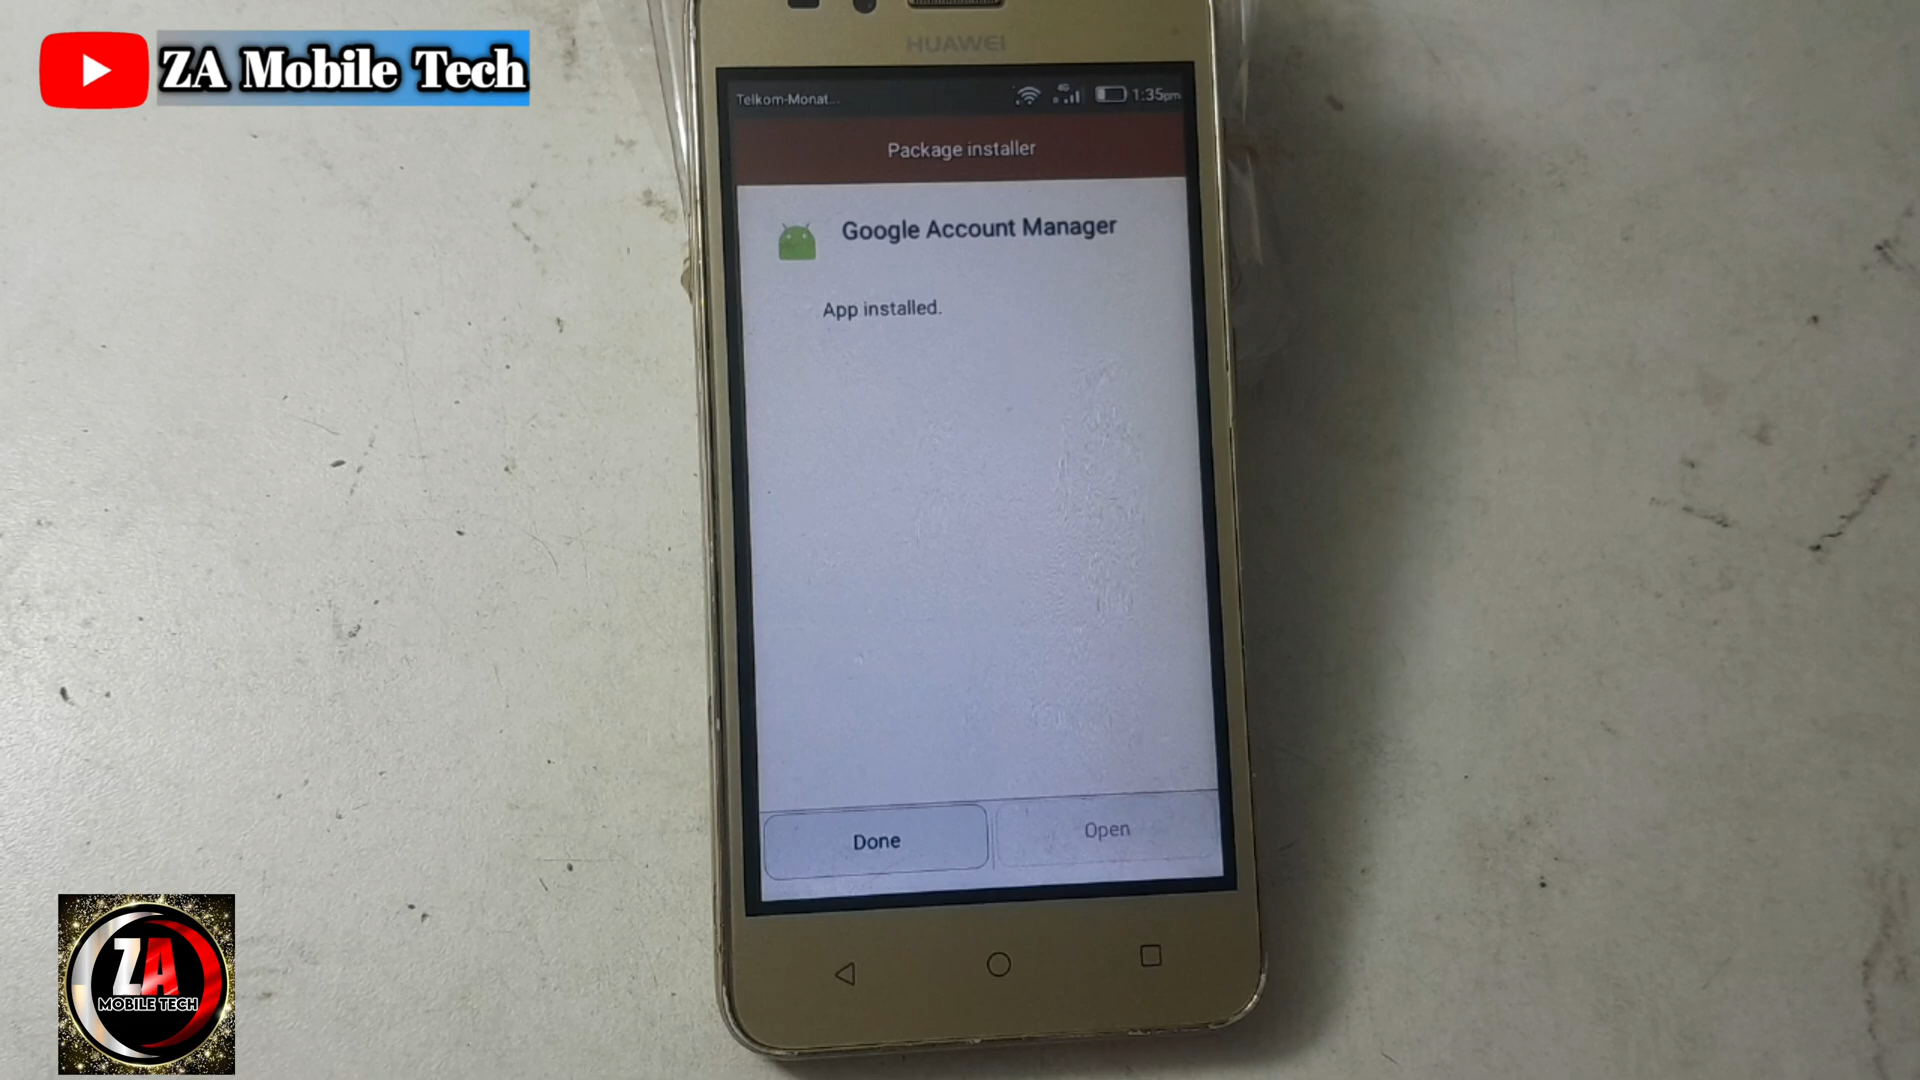 ZA Mobile Tech
HUAWEI
Telkom-Monat...
4G
1:35pm
Package installer
Google Account Manager
App installed.
Done
Open
ZA
MOBILE TECH